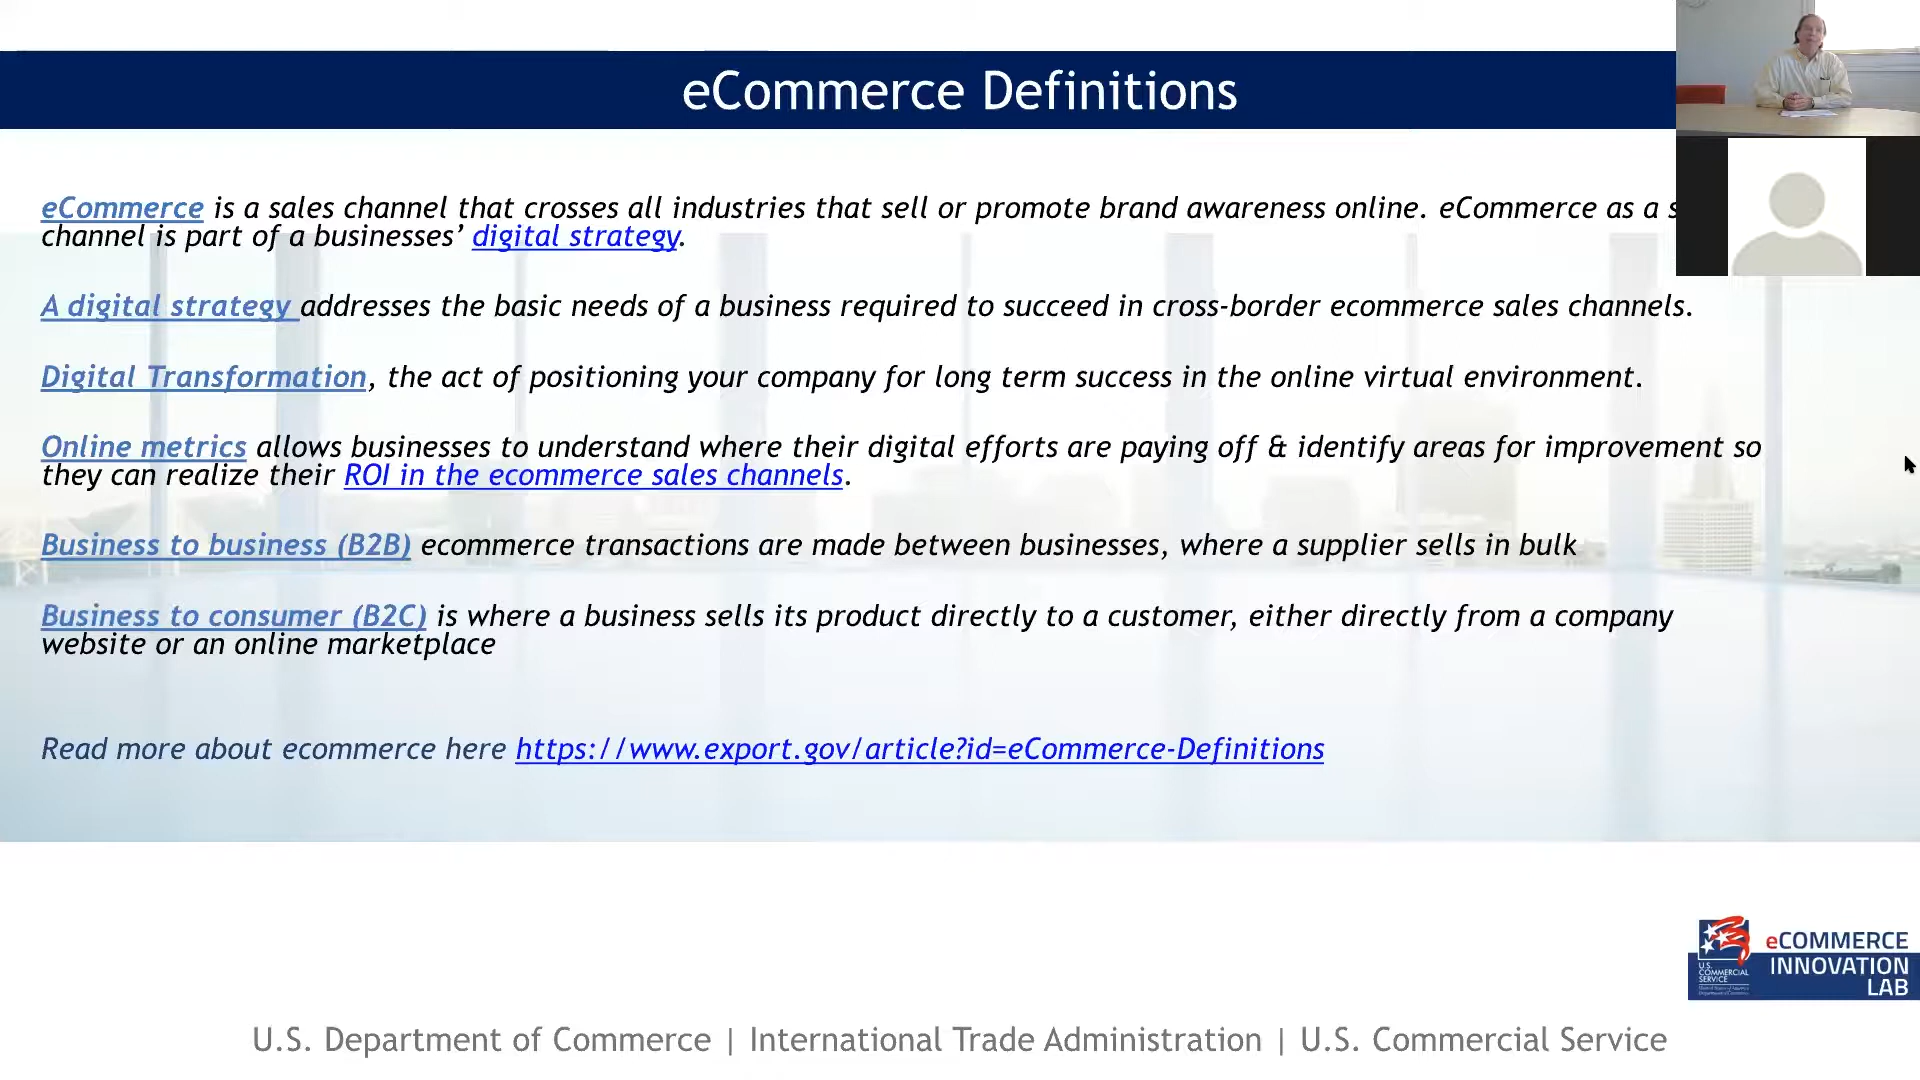 eCommerce Definitions
eCommerce is a sales channel that crosses all industries that sell or promote brand awareness online. eCommerce as a s
channel is part of a businesses’ digital strategy.
A digital strategy addresses the basic needs of a business required to succeed in cross-border ecommerce sales channels.
Digital Transformation, the act of positioning your company for long term success in the online virtual environment.
Online metrics allows businesses to understand where their digital efforts are paying off & identify areas for improvement so
they can realize their ROI in the ecommerce sales channels.
Business to business (B2B) ecommerce transactions are made between businesses, where a supplier sells in bulk
Business to consumer (B2C) is where a business sells its product directly to a customer, either directly from a company
website or an online marketplace
Read more about ecommerce here https://www.export.gov/article?id=eCommerce-Definitions
U.S.
COMMERCIAL
SERVICE
eCOMMERCE
INNOVATION
LAB
U.S. Department of Commerce | International Trade Administration | U.S. Commercial Service